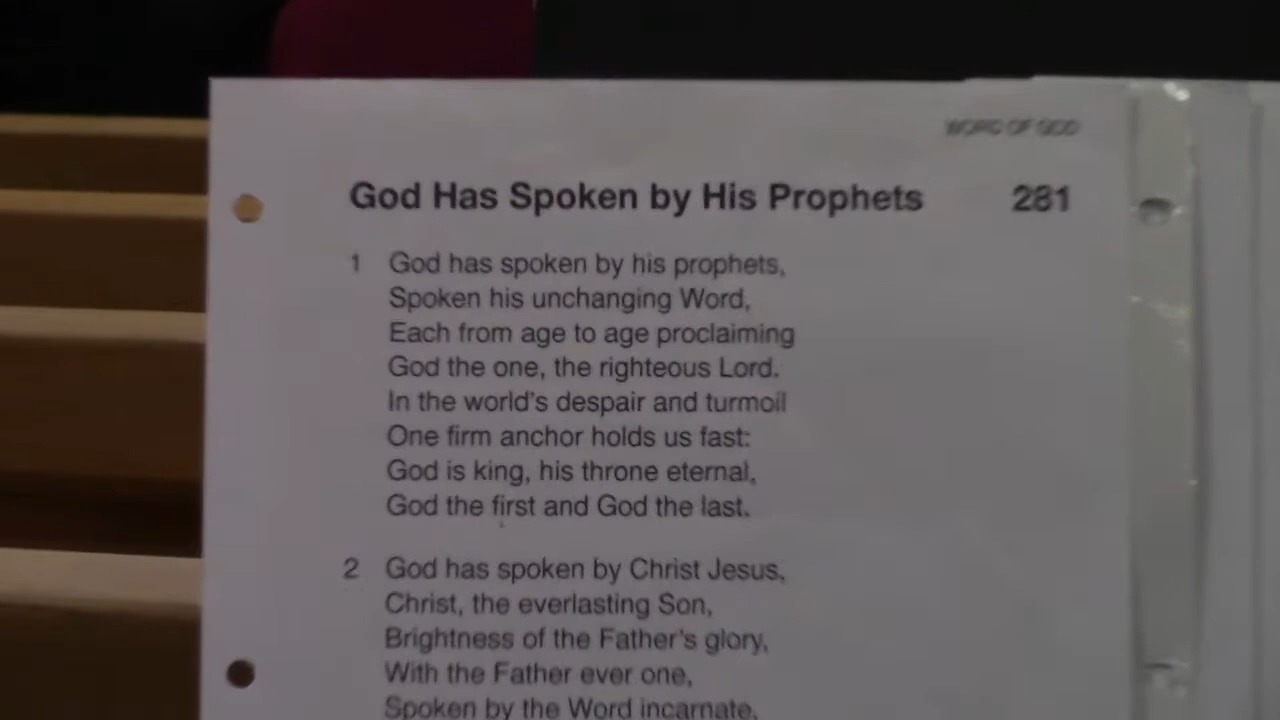 WORD OF GOD
God Has Spoken by His Prophets 281
1 God has spoken by his prophets,
Spoken his unchanging Word,
Each from age to age proclaiming
God the one, the righteous Lord.
In the world's despair and turmoil
One firm anchor holds us fast:
God is king, his throne eternal,
God the first and God the last.
2 God has spoken by Christ Jesus,
Christ, the everlasting Son,
Brightness of the Father's glory,
With the Father ever one,
Spoken by the Word incarnate,